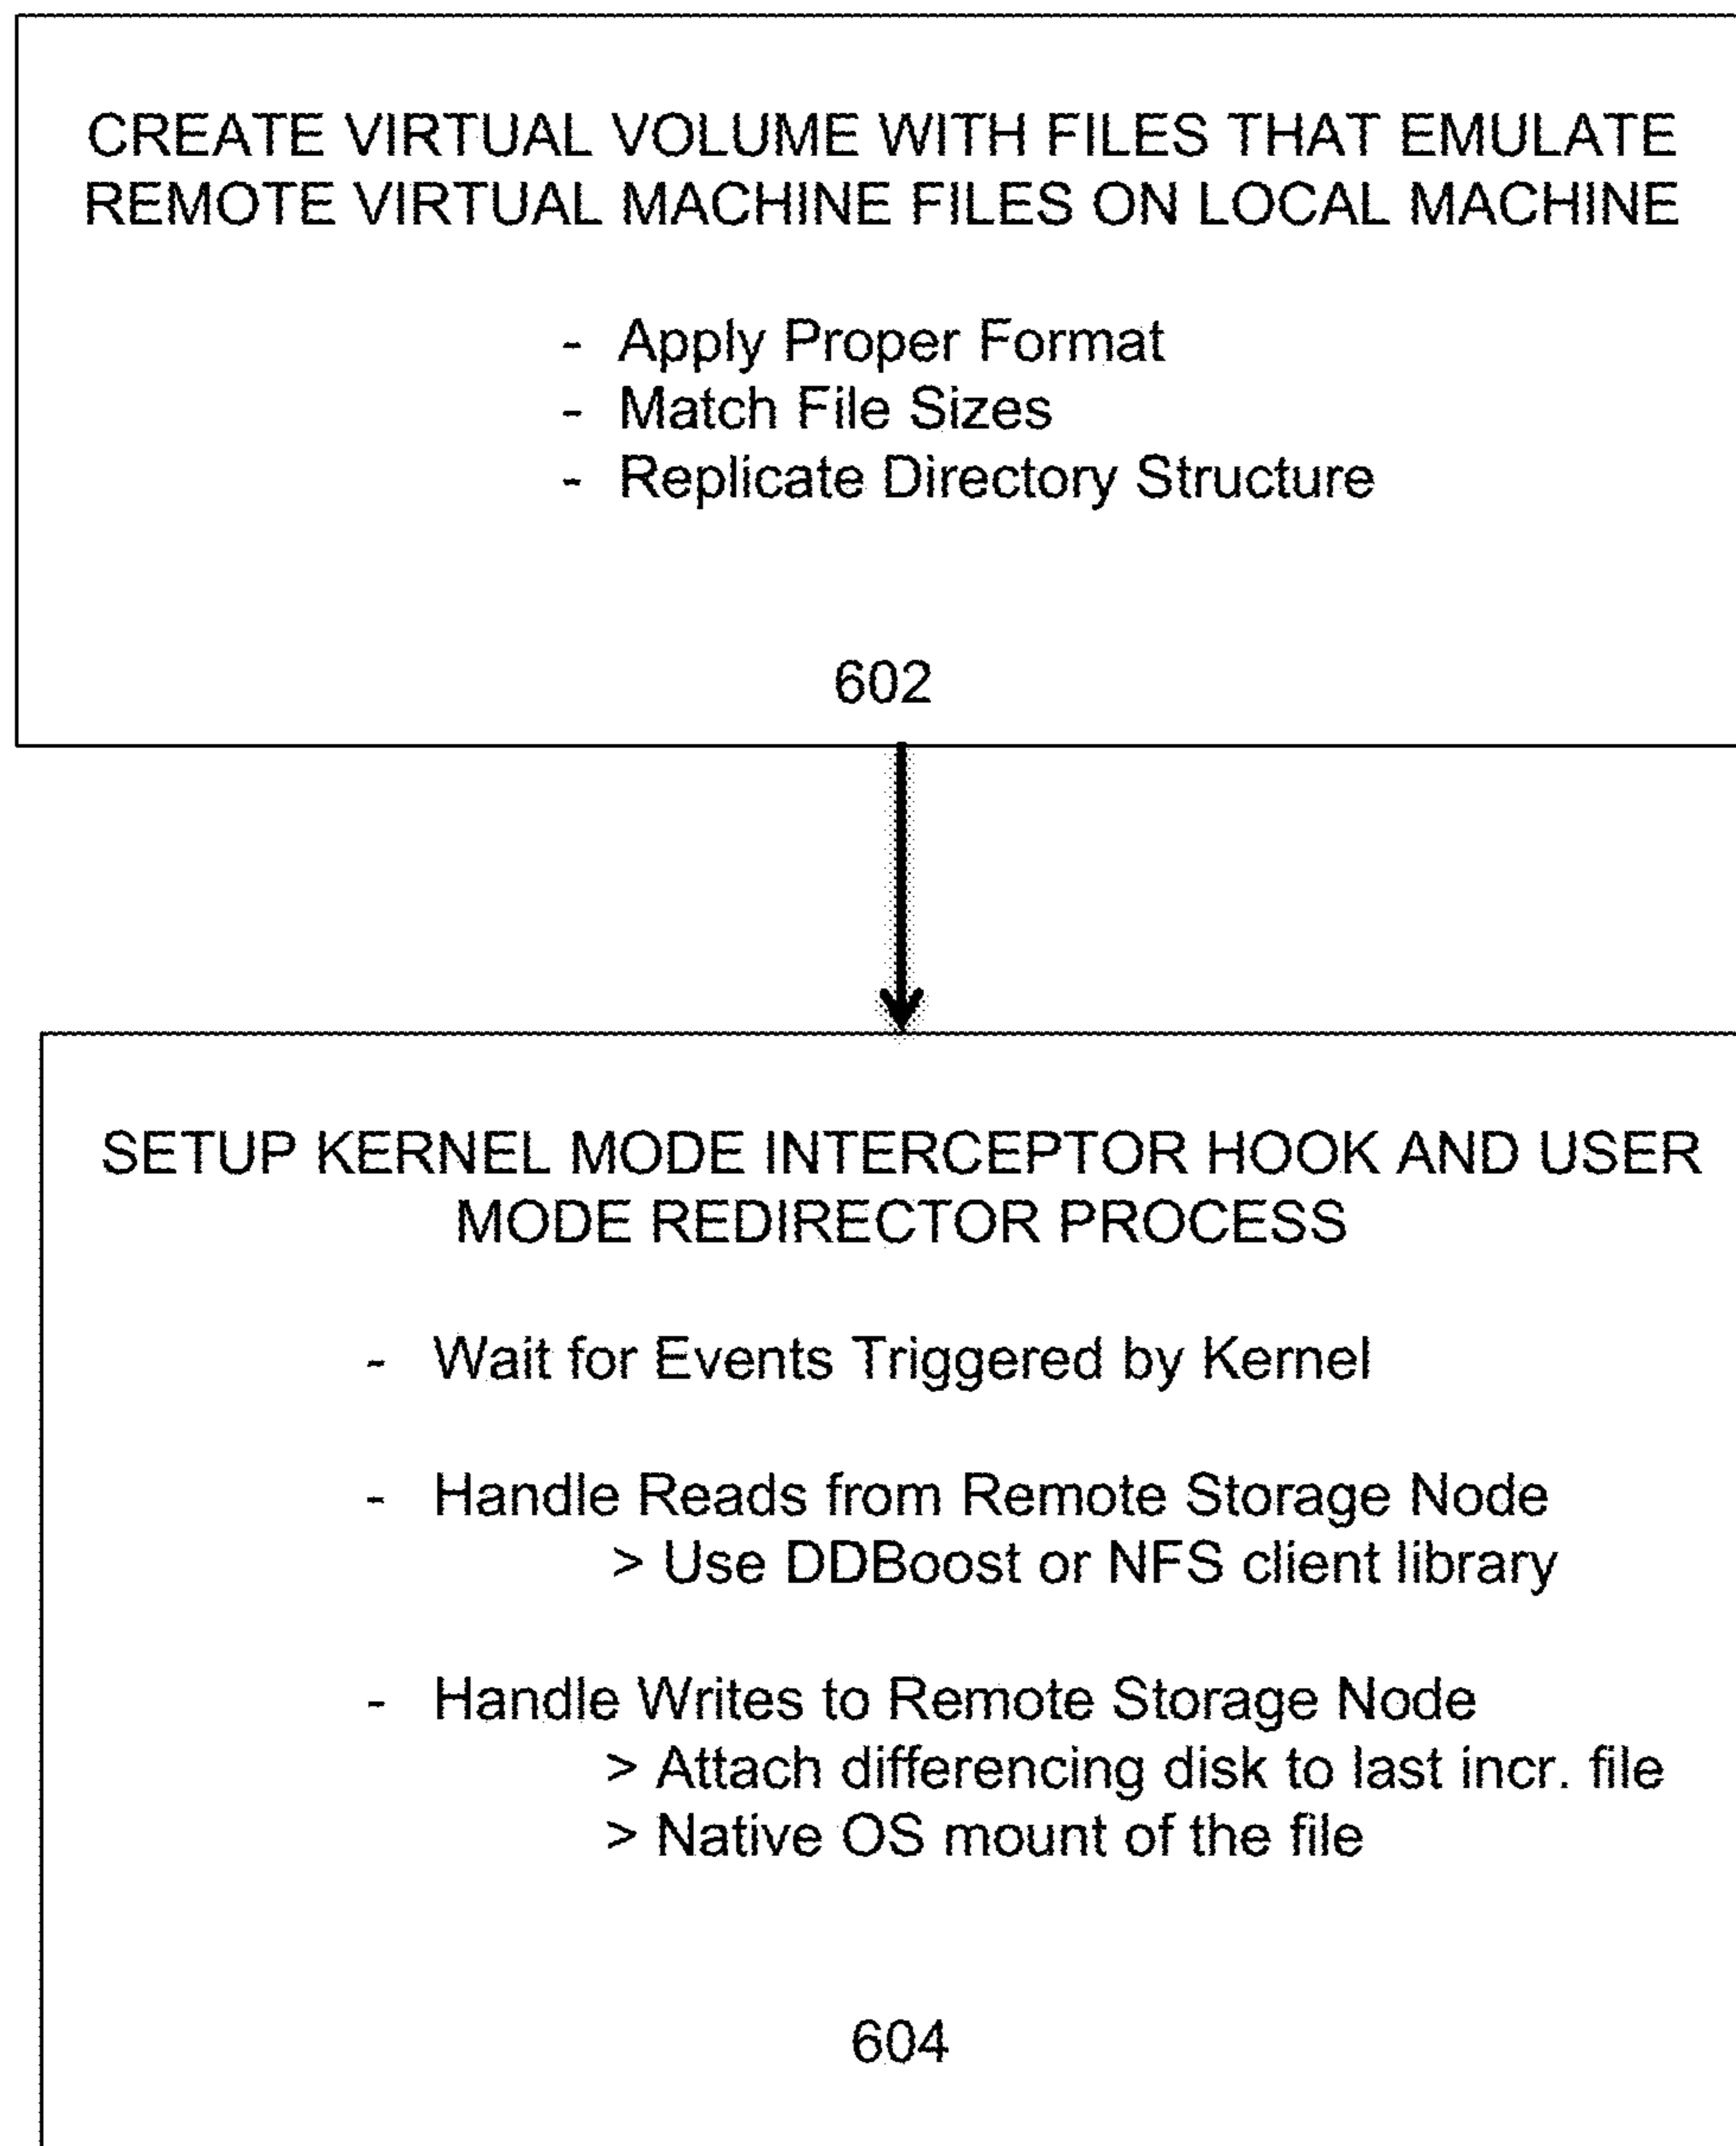 CREATE VIRTUAL VOLUME WITH FILES THAT EMULATE
REMOTE VIRTUAL MACHINE FILES ON LOCAL MACHINE
- Apply Proper Format
- Match File Sizes
- Replicate Directory Structure
602
SETUP KERNEL MODE INTERCEPTOR HOOK AND USER
MODE REDIRECTOR PROCESS
- Wait for Events Triggered by Kernel
- Handle Reads from Remote Storage Node
> Use DDBoost or NFS client library
- Handle Writes to Remote Storage Node
> Attach differencing disk to last incr. file
> Native OS mount of the file
604